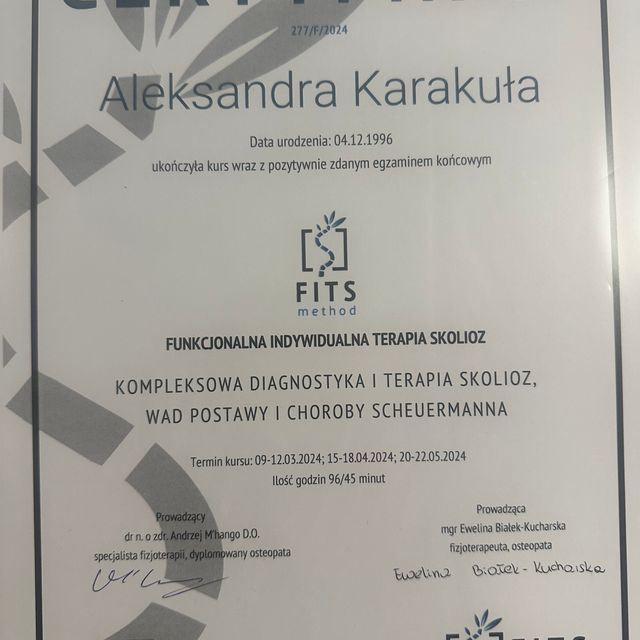 CERTYFIKAT
277/F/2024
Aleksandra Karakuła
Data urodzenia: 04.12.1996
ukończyła kurs wraz z pozytywnie zdanym egzaminem końcowym
FITS
method
FUNKCJONALNA INDYWIDUALNA TERAPIA SKOLIOZ
KOMPLEKSOWA DIAGNOSTYKA I TERAPIA SKOLIOZ,
WAD POSTAWY I CHOROBY SCHEUERMANNA
Termin kursu: 09-12.03.2024; 15-18.04.2024; 20-22.05.2024
Ilość godzin 96/45 minut
Prowadzący
dr n. o zdr. Andrzej M'hango D.O.
specjalista fizjoterapii, dyplomowany osteopata
Prowadząca
mgr Ewelina Białek-Kucharska
fizjoterapeuta, osteopata
Ewelina Białek-Kucharska
FITS